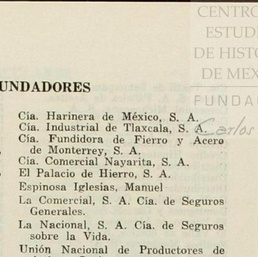 CENTRO
ESTUDI
DE HISTO
DE MEX
FUNDA
Carlos
UNDADORES
Cía. Harinera de México, S. A.
Cía. Industrial de Tlaxcala, S. A.
Cía. Fundidora de Fierro y Acero
de Monterrey, S. A.
Cía. Comercial Nayarita, S. A.
El Palacio de Hierro, S. A.
Espinosa Iglesias, Manuel
La Comercial, S. A. Cía. de Seguros
Generales.
La Nacional, S. A. Cía. de Seguros
sobre la Vida.
Unión Nacional de Productores de